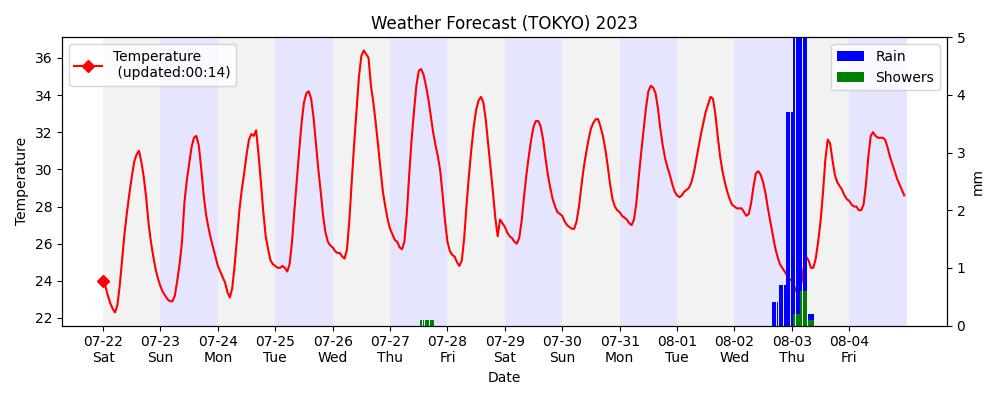 Weather Forecast (TOKYO) 2023
Temperature
(updated:00:14)
Rain
Showers
Temperature
36
34
32
30
28
26
24
22
5
4
3
2
1
0
mm
07-22 07-23 07-24 07-25 07-26 07-27 07-28 07-29 07-30 07-31 08-01 08-02 08-03 08-04
Sat Sun Mon Tue Wed Thu Fri Sat Sun Mon Tue Wed Thu Fri
Date